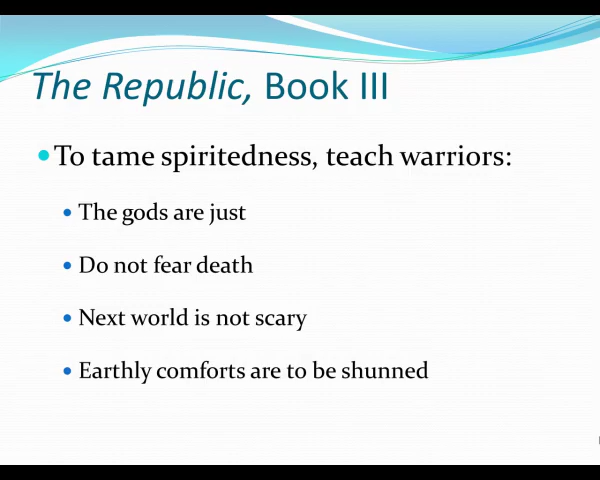 The Republic, Book III
To tame spiritedness, teach warriors:
The gods are just
Do not fear death
Next world is not scary
Earthly comforts are to be shunned